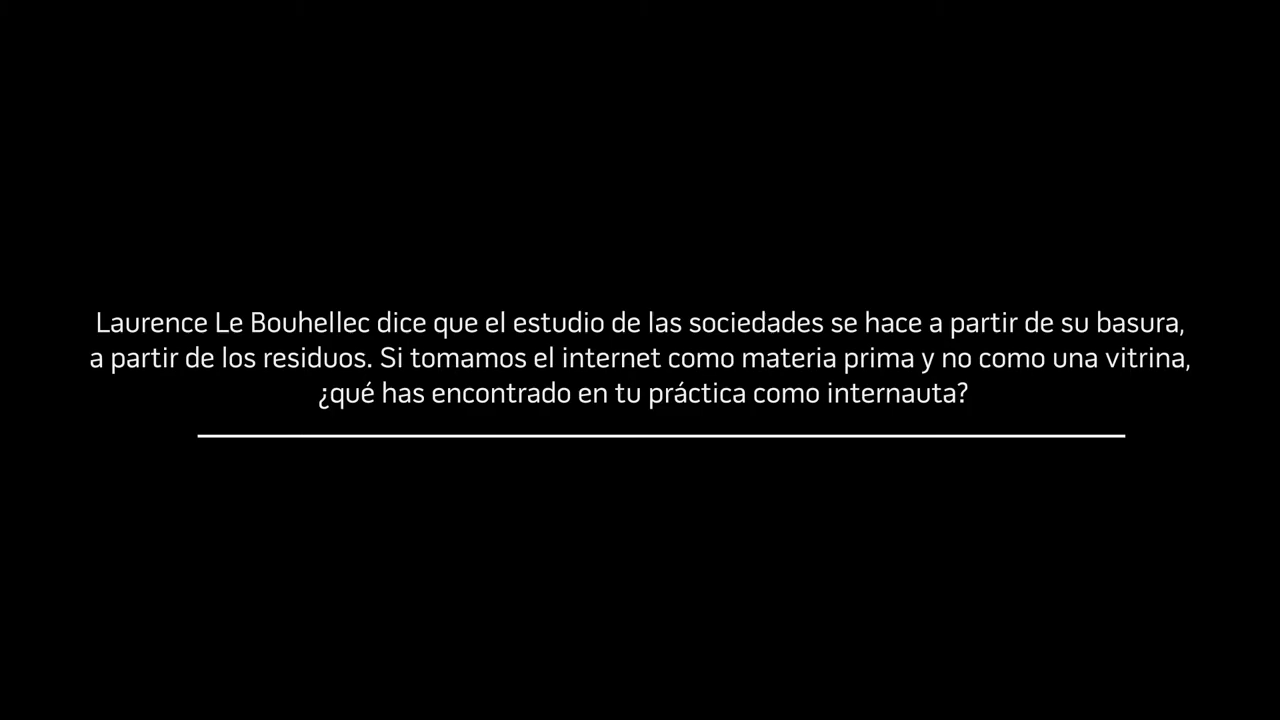 Laurence Le Bouhellec dice que el estudio de las sociedades se hace a partir de su basura,
a partir de los residuos. Si tomamos el internet como materia prima y no como una vitrina,
¿qué has encontrado en tu práctica como internauta?